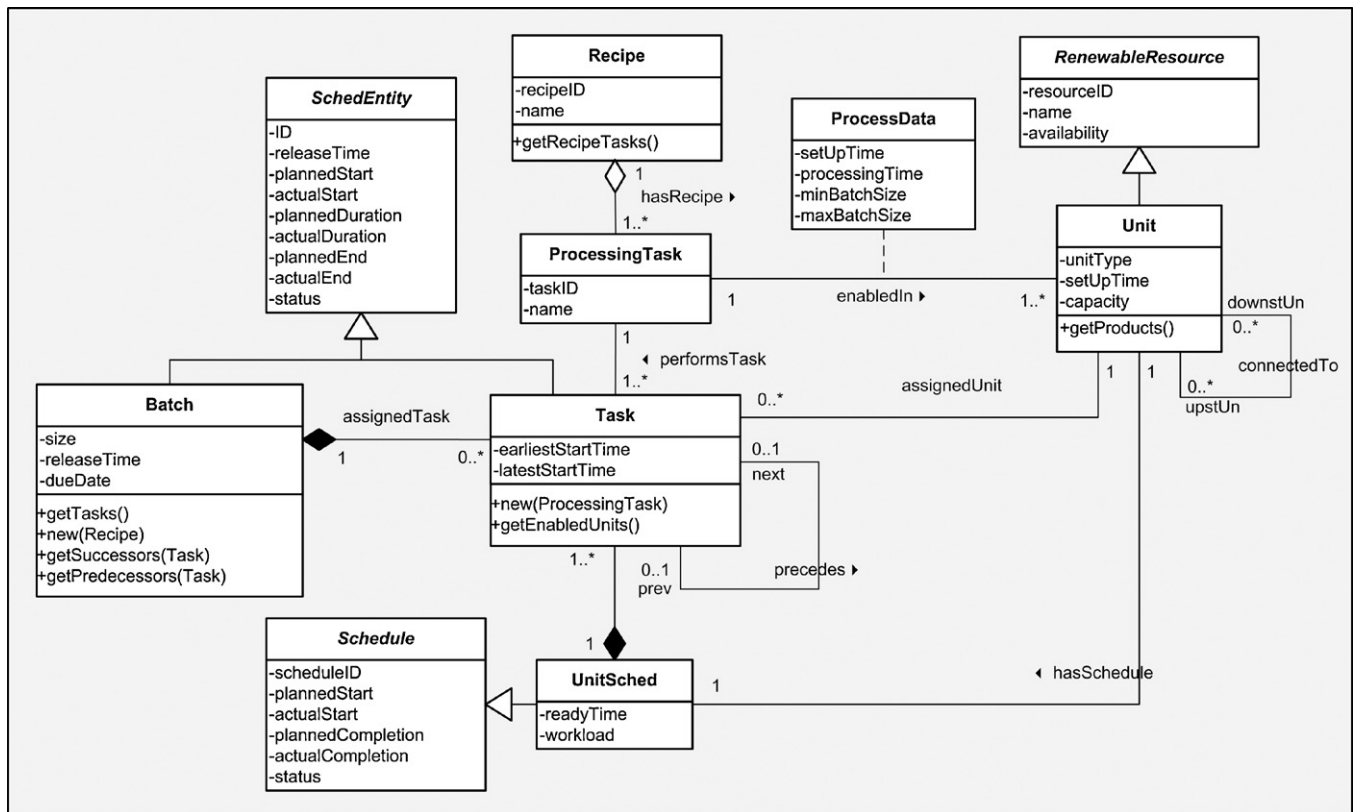 Recipe
-recipeID
-name
+getRecipeTasks()
RenewableResource
-resourceID
-name
-availability
SchedEntity
-ID
-releaseTime
-plannedStart
-actualStart
-plannedDuration
-actualDuration
-plannedEnd
-actualEnd
-status
ProcessData
-setUpTime
-processingTime
-minBatchSize
-maxBatchSize
1
hasRecipe ▸
1..*
ProcessingTask
-taskID
-name
1
enabledIn ▸
1..*
Unit
-unitType
-setUpTime
-capacity
+getProducts()
downstUn
0..*
connectedTo
0..*
upstUn
1
◂ performsTask
1..*
1
1
assignedUnit
0..*
Batch
-size
-releaseTime
-dueDate
+getTasks()
+new(Recipe)
+getSuccessors(Task)
+getPredecessors(Task)
assignedTask
1
0..*
Task
-earliestStartTime
-latestStartTime
+new(ProcessingTask)
+getEnabledUnits()
0..1
next
precedes ▸
0..1
prev
1..*
1
Schedule
-scheduleID
-plannedStart
-actualStart
-plannedCompletion
-actualCompletion
-status
UnitSched
-readyTime
-workload
1
◂ hasSchedule